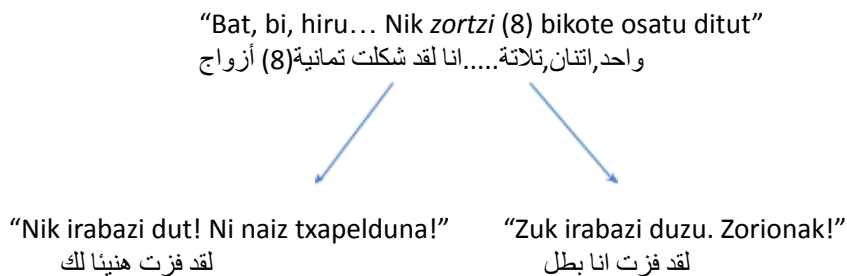 “Bat, bi, hiru… Nik zortzi (8) bikote osatu ditut”
واحد,اتنان,تلاتة.....انا لقد شكلت تمانية(8) أزواج
“Nik irabazi dut! Ni naiz txapelduna!”
لقد فزت هنيئا لك
“Zuk irabazi duzu. Zorionak!”
لقد فزت انا بطل